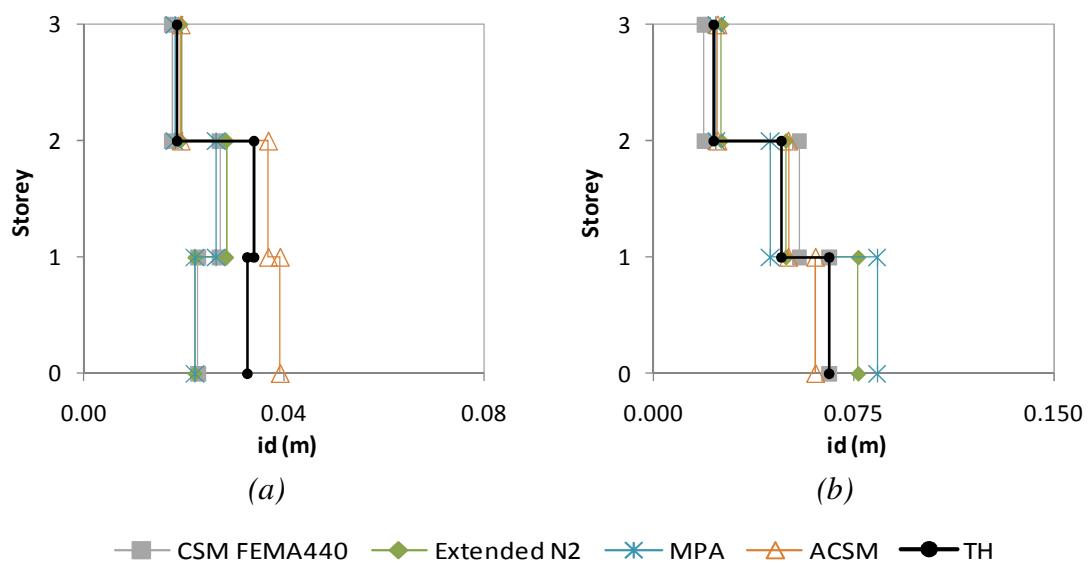 3
2
1
0
Storey
0.00 0.04 0.08
id (m)
(a)
3
2
1
0
Storey
0.000 0.075 0.150
id (m)
(b)
CSM FEMA440 Extended N2 MPA ACSM TH